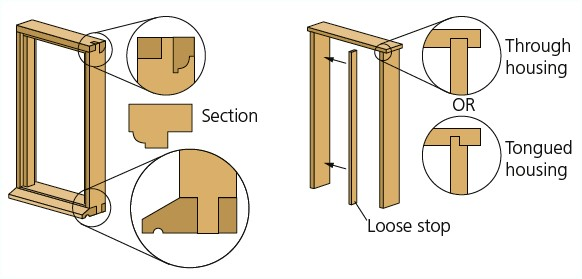 Section
Through
housing
OR
Tongued
housing
Loose stop